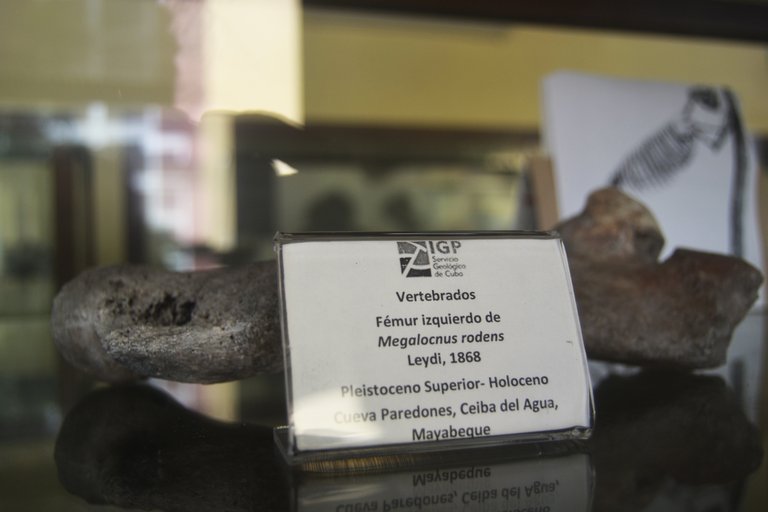 IGP
Servicio
Geológico
de Cuba
Vertebrados
Fémur izquierdo de
Megalocnus rodens
Leydi, 1868
Pleistoceno Superior- Holoceno
Cueva Paredones, Ceiba del Agua,
Mayabeque